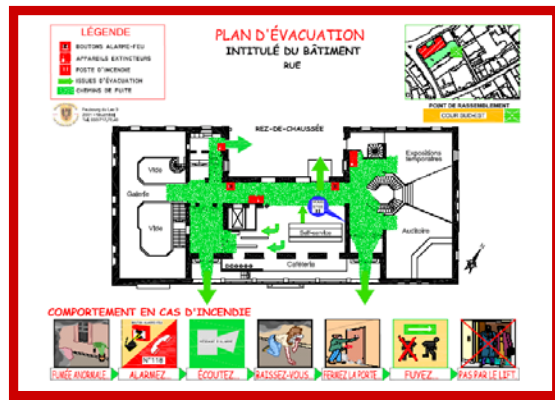 LÉGENDE
BOUTONS ALARME-FEU
APPAREILS EXTINCTEURS
POSTE D'INCENDIE
ISSUES D'ÉVACUATION
CHEMINS DE FUITE
PLAN D'ÉVACUATION
INTITULÉ DU BÂTIMENT
RUE
POINT DE RASSEMBLEMENT
COUR SUD-EST
REZ-DE-CHAUSSÉE
Vide
Galerie
Vide
Expositions
temporaires
Self-service
Auditoire
Cafétéria
COMPORTEMENT EN CAS D'INCENDIE
N°118
FUMÉE ANORMALE...
ALARMEZ...
ÉCOUTEZ...
BAISSEZ-VOUS...
FERMEZ LA PORTE...
FUYEZ...
PAS PAR LE LIFT...